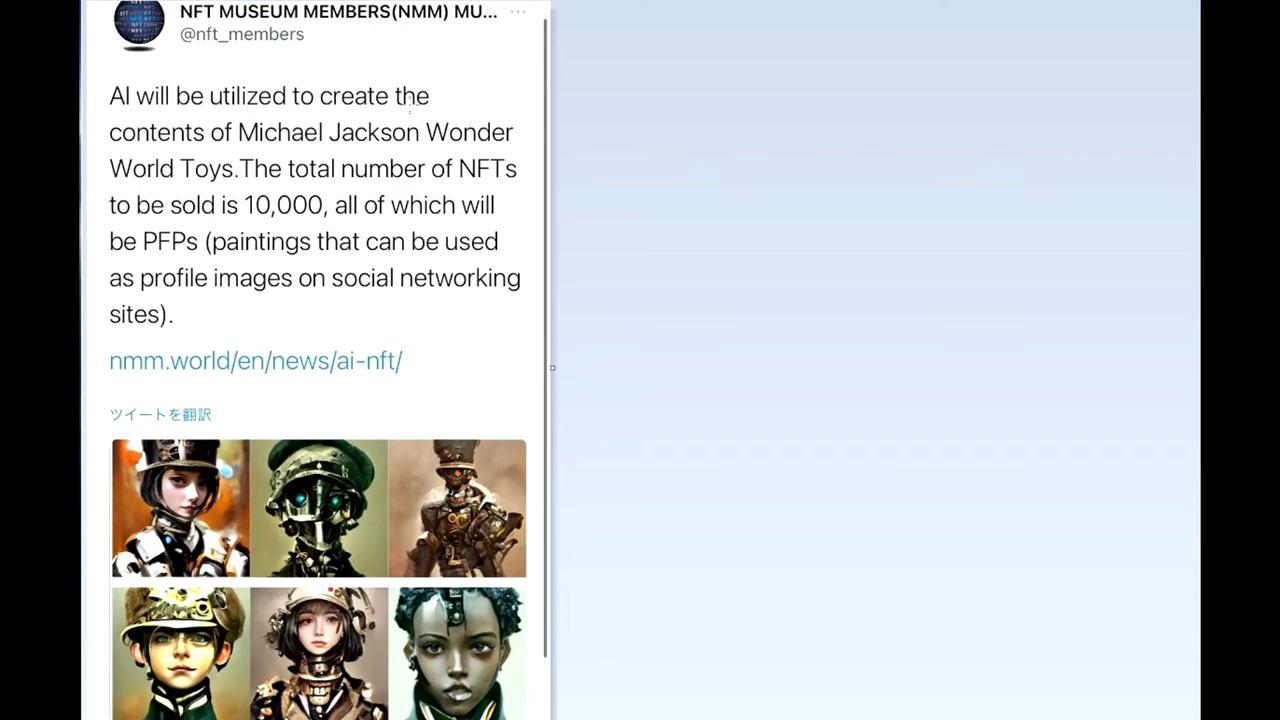 NFT MUSEUM MEMBERS(NMM) MU...
@nft_members
AI will be utilized to create the
contents of Michael Jackson Wonder
World Toys.The total number of NFTs
to be sold is 10,000, all of which will
be PFPs (paintings that can be used
as profile images on social networking
sites).
nmm.world/en/news/ai-nft/
ツイートを翻訳